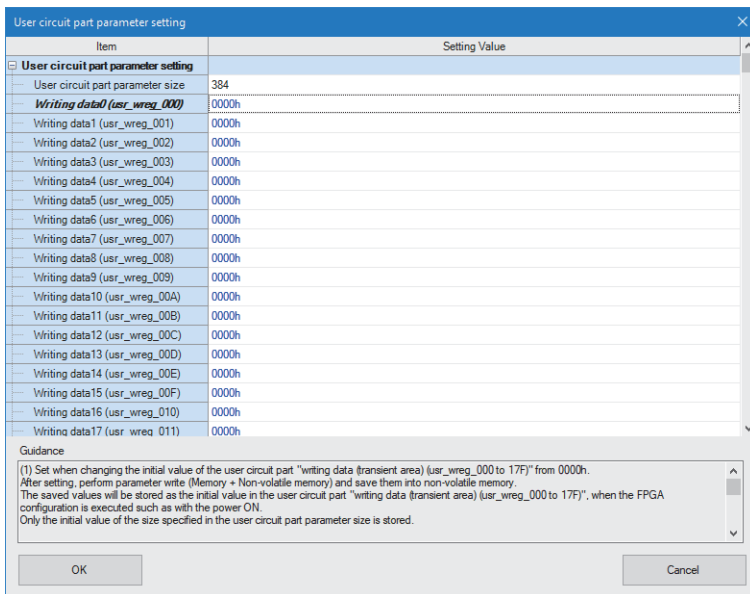 User circuit part parameter setting
Item Setting Value
User circuit part parameter setting
User circuit part parameter size 384
Writing data0 (usr_wreg_000) 0000h
Writing data1 (usr_wreg_001) 0000h
Writing data2 (usr_wreg_002) 0000h
Writing data3 (usr_wreg_003) 0000h
Writing data4 (usr_wreg_004) 0000h
Writing data5 (usr_wreg_005) 0000h
Writing data6 (usr_wreg_006) 0000h
Writing data7 (usr_wreg_007) 0000h
Writing data8 (usr_wreg_008) 0000h
Writing data9 (usr_wreg_009) 0000h
Writing data10 (usr_wreg_00A) 0000h
Writing data11 (usr_wreg_00B) 0000h
Writing data12 (usr_wreg_00C) 0000h
Writing data13 (usr_wreg_00D) 0000h
Writing data14 (usr_wreg_00E) 0000h
Writing data15 (usr_wreg_00F) 0000h
Writing data16 (usr_wreg_010) 0000h
Writing data17 (usr_wreg_011) 0000h
Guidance
(1) Set when changing the initial value of the user circuit part "writing data (transient area) (usr_wreg_000 to 17F)" from 0000h.
After setting, perform parameter write (Memory + Non-volatile memory) and save them into non-volatile memory.
The saved values will be stored as the initial value in the user circuit part "writing data (transient area) (usr_wreg_000 to 17F)", when the FPGA
configuration is executed such as with the power ON.
Only the initial value of the size specified in the user circuit part parameter size is stored.
OK Cancel